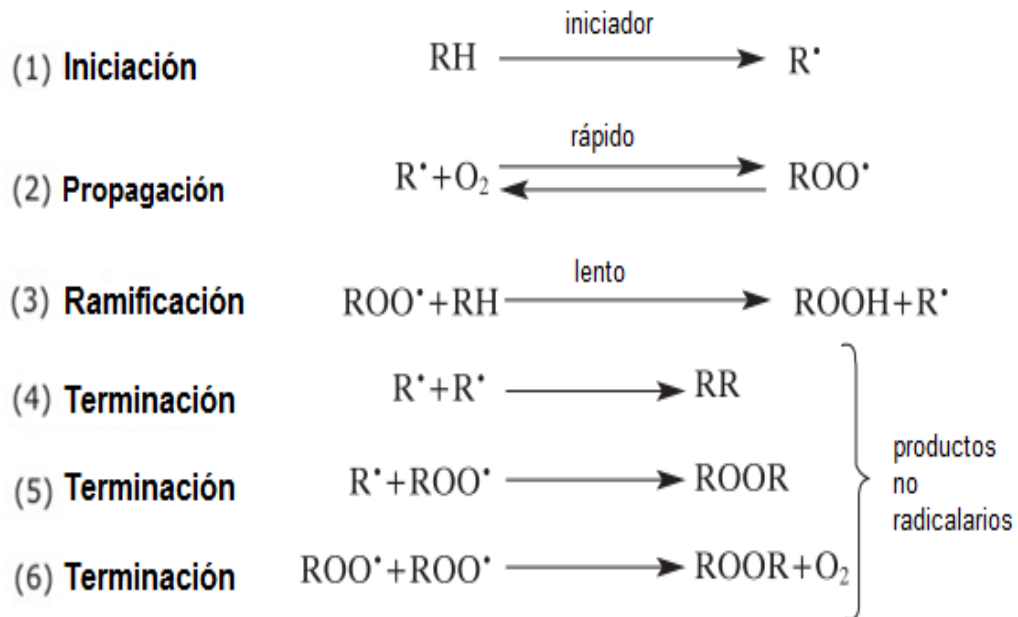 iniciador
(1) Iniciación RH R•
rápido
(2) Propagación R•+O₂ ROO•
lento
(3) Ramificación ROO•+RH ROOH+R•
(4) Terminación R•+R• RR
(5) Terminación R•+ROO• ROOR
(6) Terminación ROO•+ROO• ROOR+O₂
productos
no
radicalarios